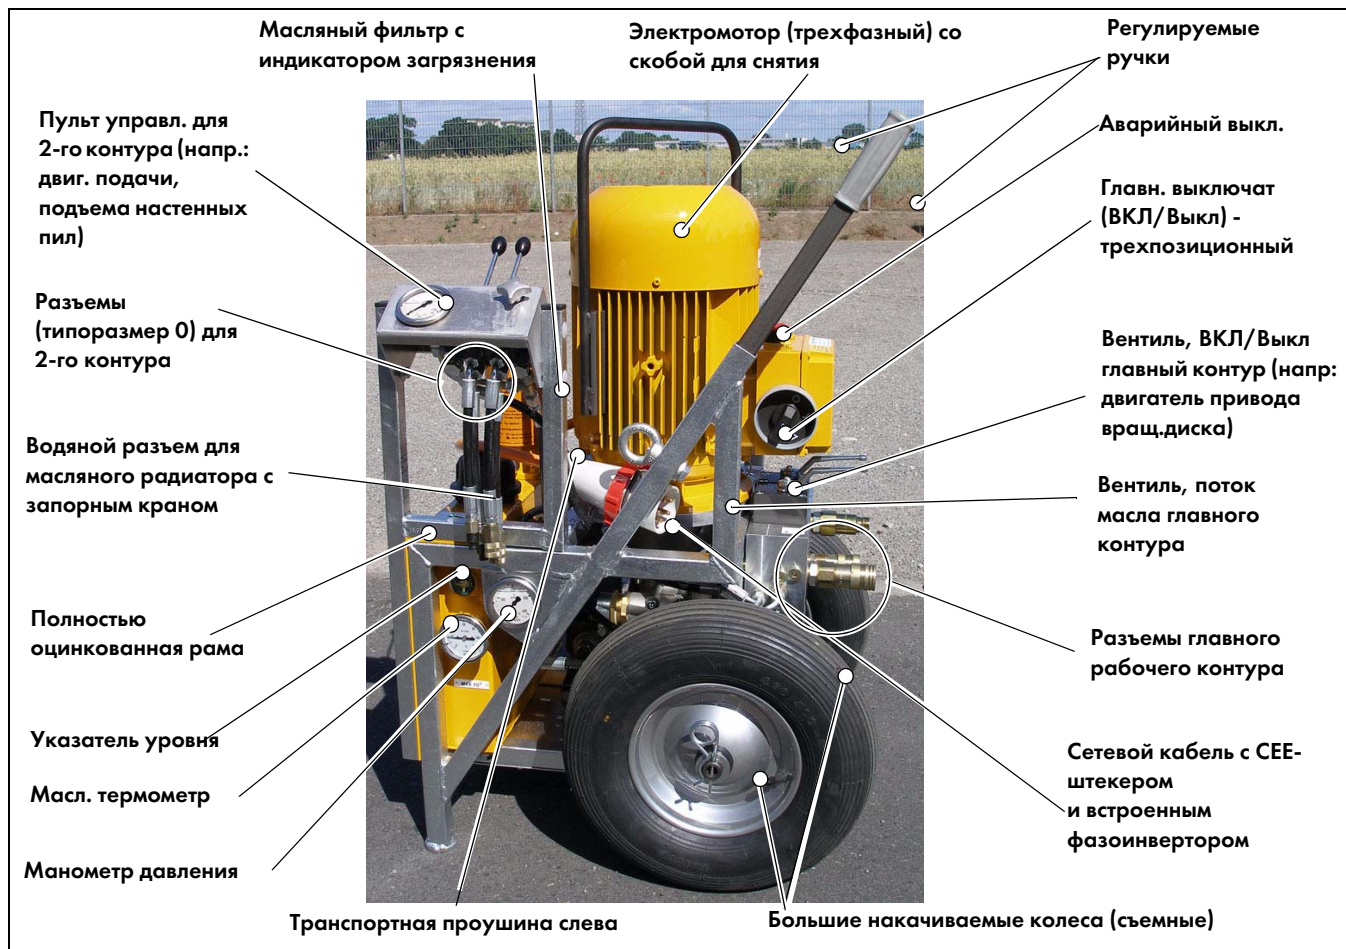 Масляный фильтр с
индикатором загрязнения
Электромотор (трехфазный) со
скобой для снятия
Регулируемые
ручки
Пульт управл. для
2-го контура (напр.:
двиг. подачи,
подъема настенных
пил)
Аварийный выкл.
Главн. выключат
(ВКЛ/Выкл) -
трехпозиционный
Разъемы
(типоразмер 0) для
2-го контура
Вентиль, ВКЛ/Выкл
главный контур (напр:
двигатель привода
вращ.диска)
Водяной разъем для
масляного радиатора с
запорным краном
Вентиль, поток
масла главного
контура
Полностью
оцинкованная рама
Разъемы главного
рабочего контура
Указатель уровня
Масл. термометр
Сетевой кабель с CEE-
штекером
и встроенным
фазоинвертором
Манометр давления
Транспортная проушина слева
Большие накачиваемые колеса (съемные)